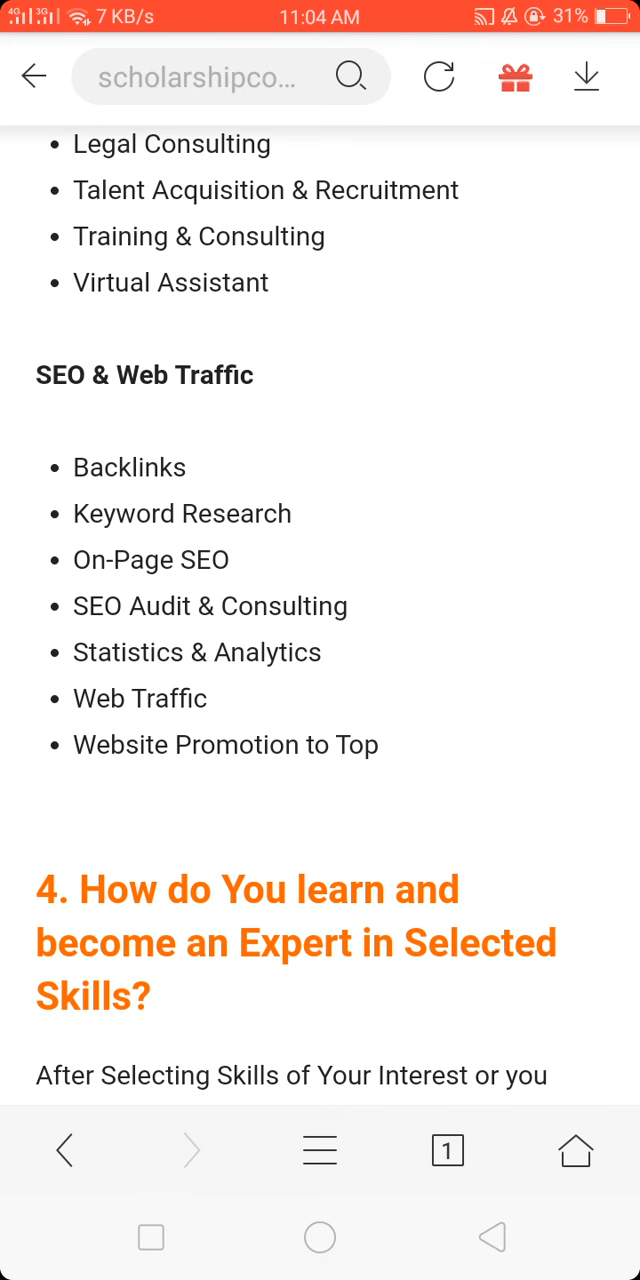 4G 3G 7 KB/s 11:04 AM 31%
scholarshipco...
• Legal Consulting
• Talent Acquisition & Recruitment
• Training & Consulting
• Virtual Assistant
SEO & Web Traffic
• Backlinks
• Keyword Research
• On-Page SEO
• SEO Audit & Consulting
• Statistics & Analytics
• Web Traffic
• Website Promotion to Top
4. How do You learn and
become an Expert in Selected
Skills?
After Selecting Skills of Your Interest or you
1